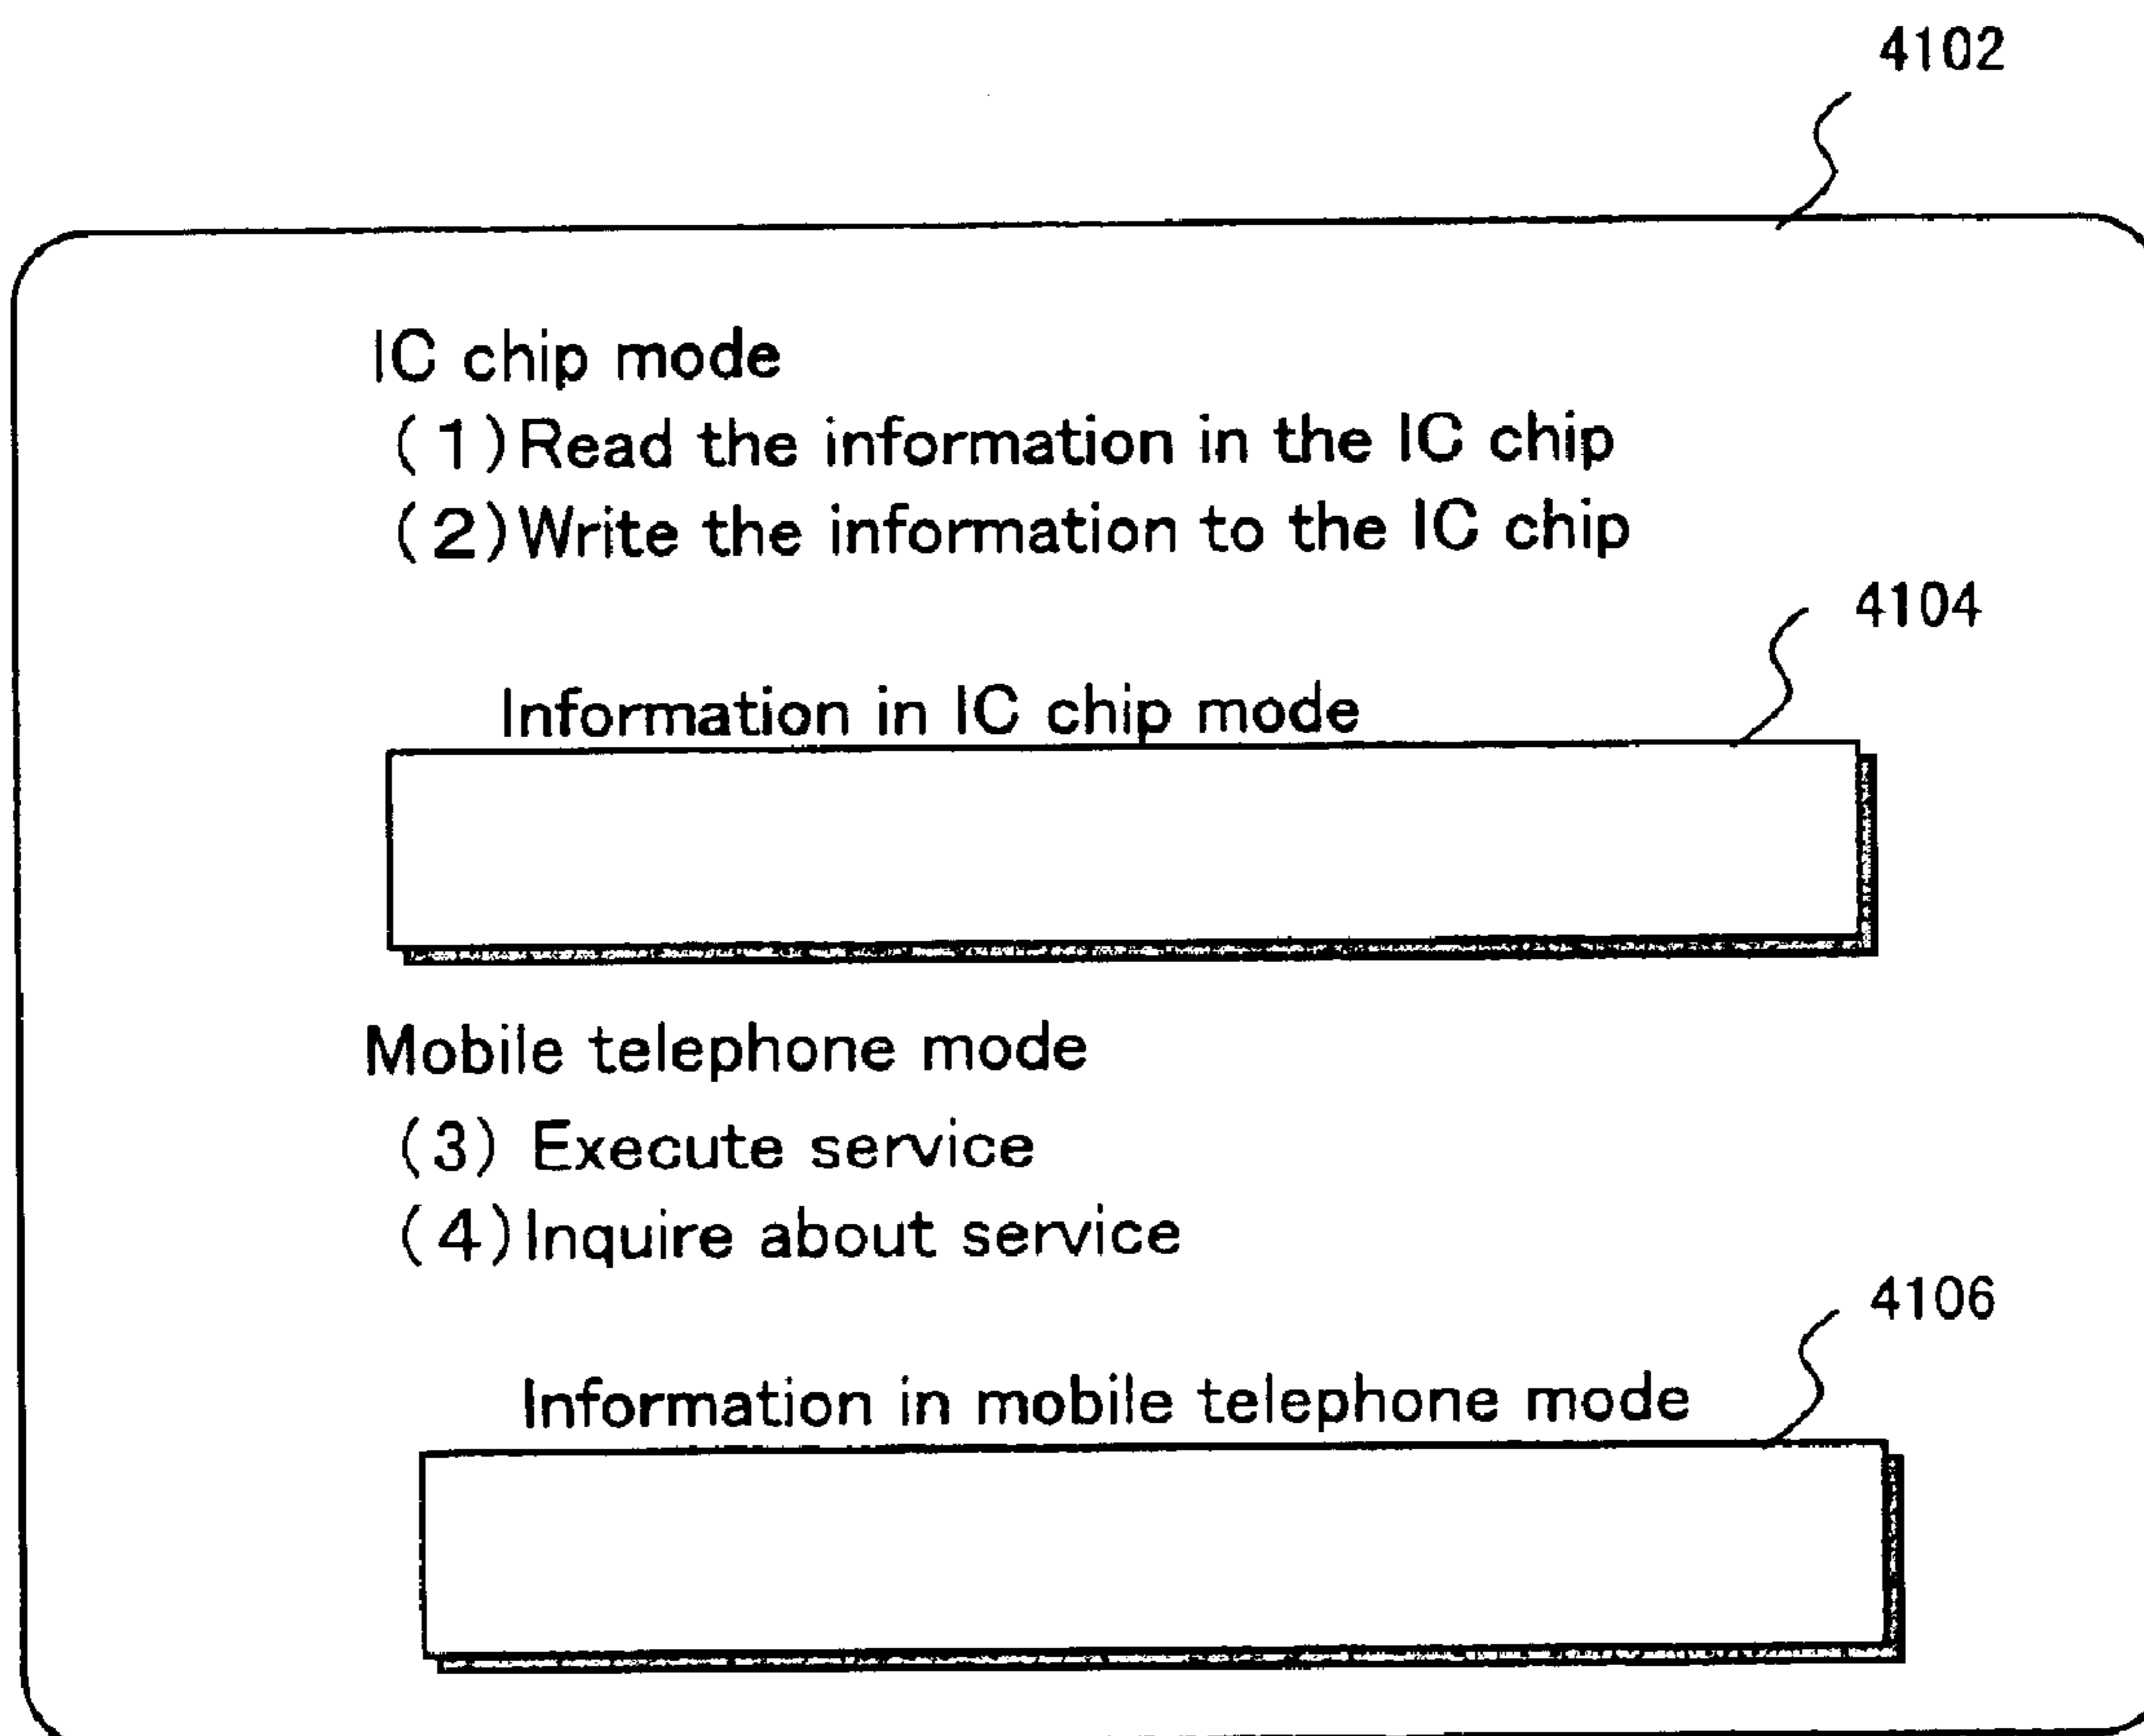 4102
IC chip mode
(1)Read the information in the IC chip
(2)Write the information to the IC chip
4104
Information in IC chip mode
Mobile telephone mode
(3) Execute service
(4)Inquire about service
4106
Information in mobile telephone mode